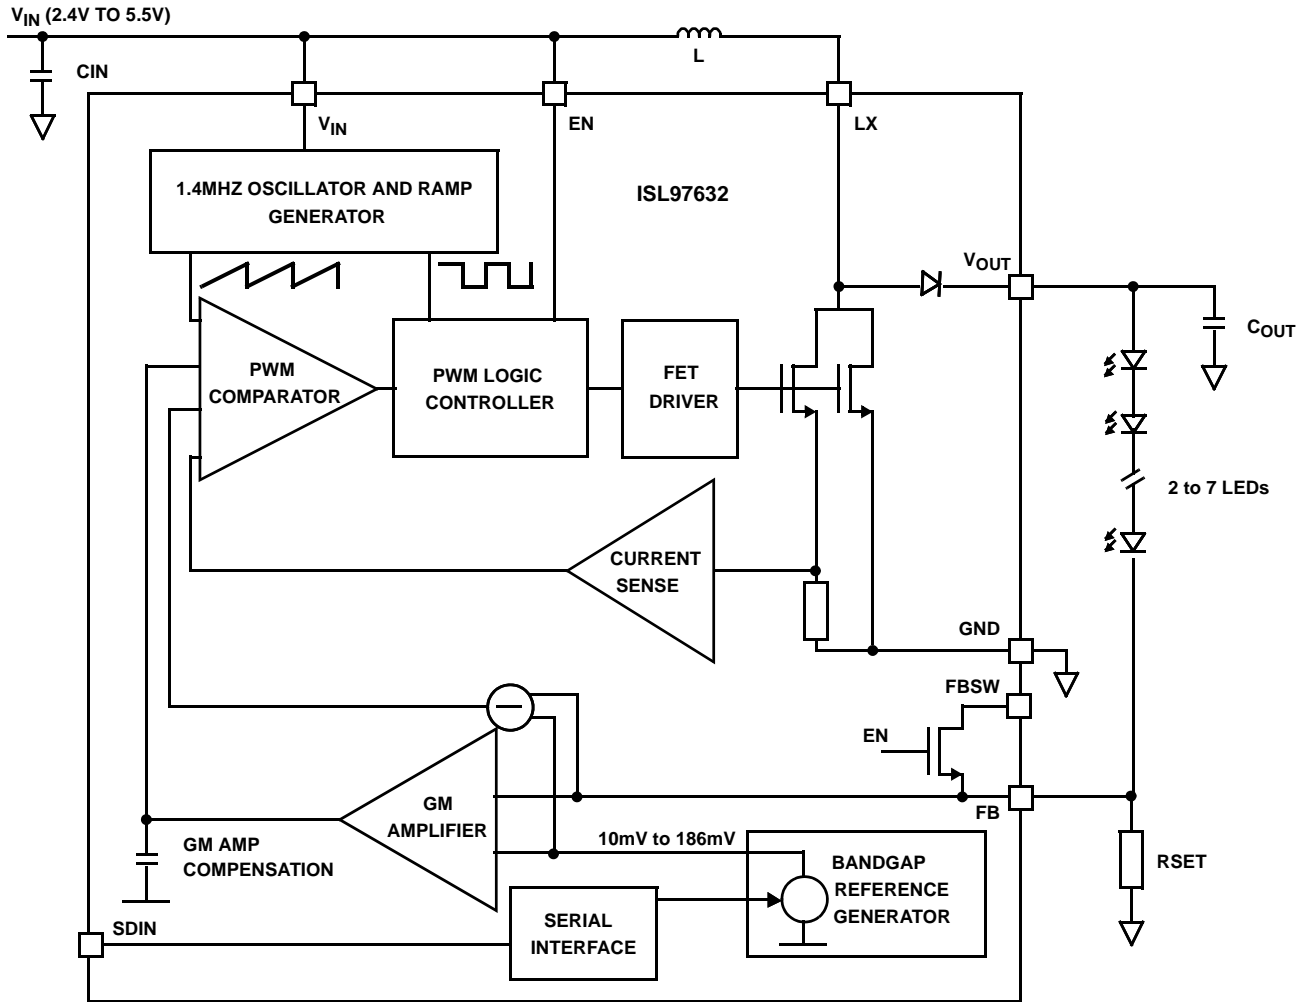 VIN (2.4V TO 5.5V)
L
CIN
VIN
EN
LX
1.4MHZ OSCILLATOR AND RAMP
GENERATOR
ISL97632
VOUT
COUT
PWM
COMPARATOR
PWM LOGIC
CONTROLLER
FET
DRIVER
2 to 7 LEDs
CURRENT
SENSE
GND
FBSW
EN
FB
GM
AMPLIFIER
10mV to 186mV
GM AMP
COMPENSATION
BANDGAP
REFERENCE
GENERATOR
RSET
SDIN
SERIAL
INTERFACE